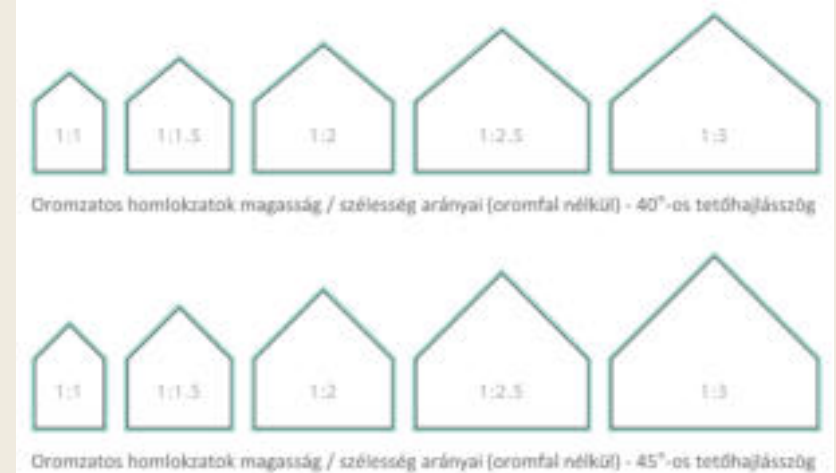 1:1 1:1.5 1:2 1:2.5 1:3
Oromzatos homlokzatok magasság / szélesség arányai (oromfal nélkül) - 40°-os tetőhajlásszög
1:1 1:1.5 1:2 1:2.5 1:3
Oromzatos homlokzatok magasság / szélesség arányai (oromfal nélkül) - 45°-os tetőhajlásszög